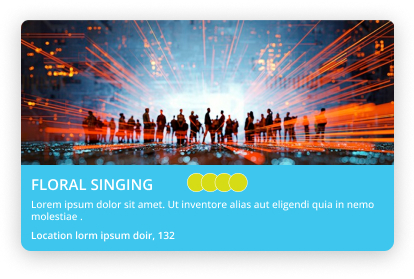 FLORAL SINGING
Lorem ipsum dolor sit amet. Ut inventore alias aut eligendi quia in nemo
molestiae .
Location lorm ipsum doir, 132